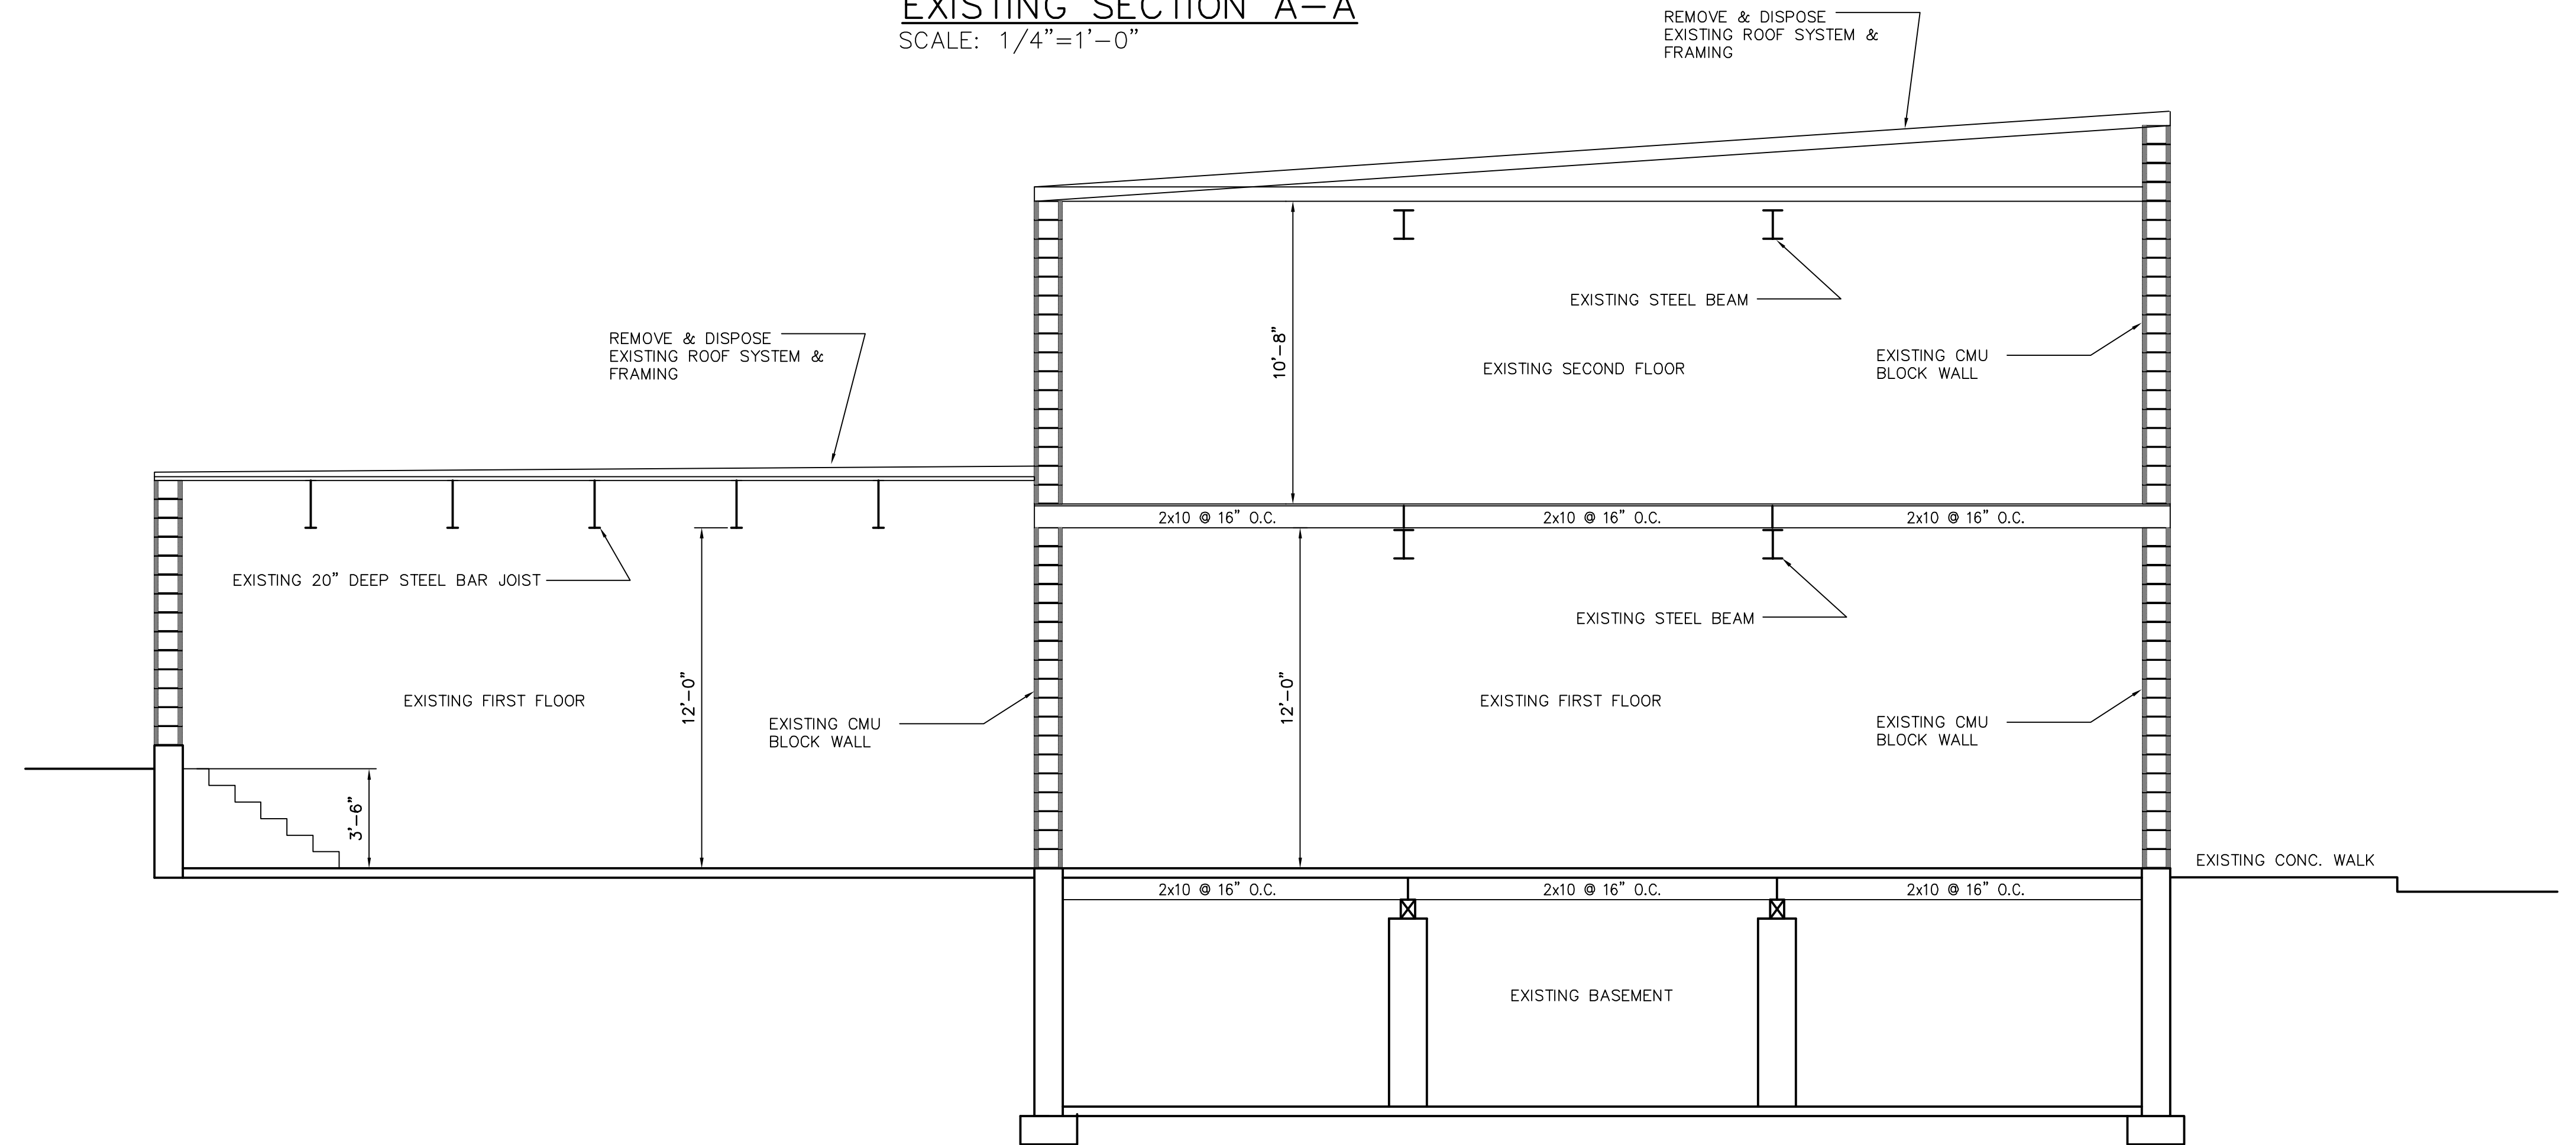 EXISTING SECTION A-A
SCALE: 1/4"=1'-0"
REMOVE & DISPOSE
EXISTING ROOF SYSTEM &
FRAMING
EXISTING STEEL BEAM
REMOVE & DISPOSE
EXISTING ROOF SYSTEM &
FRAMING
10'-8"
EXISTING SECOND FLOOR
EXISTING CMU
BLOCK WALL
2x10 @ 16" O.C.
2x10 @ 16" O.C.
2x10 @ 16" O.C.
EXISTING 20" DEEP STEEL BAR JOIST
EXISTING STEEL BEAM
EXISTING FIRST FLOOR
12'-0"
EXISTING CMU
BLOCK WALL
12'-0"
EXISTING FIRST FLOOR
EXISTING CMU
BLOCK WALL
3'-6"
EXISTING CONC. WALK
2x10 @ 16" O.C.
2x10 @ 16" O.C.
2x10 @ 16" O.C.
EXISTING BASEMENT